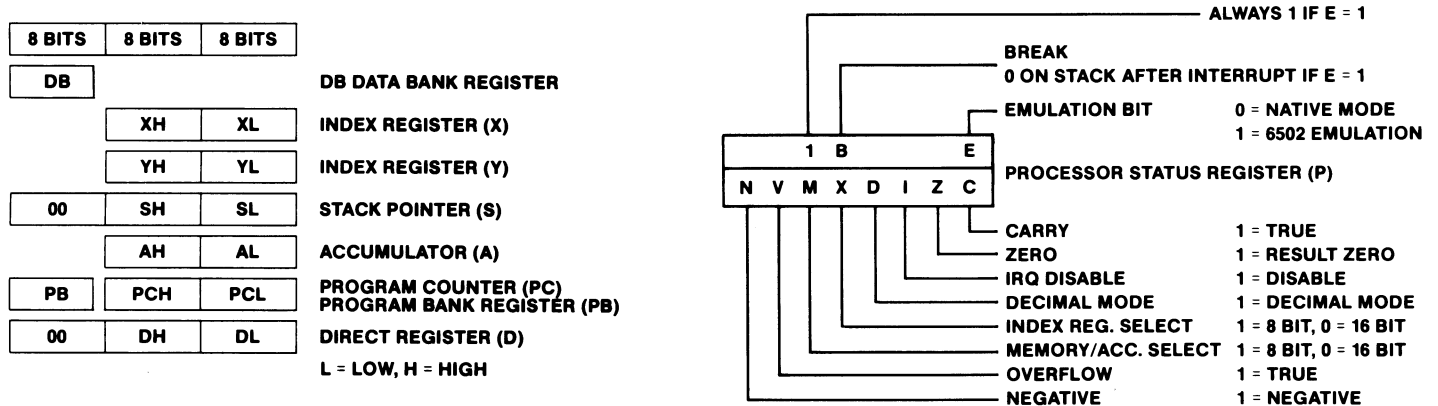 8 BITS 8 BITS 8 BITS
DB DB DATA BANK REGISTER
XH XL INDEX REGISTER (X)
YH YL INDEX REGISTER (Y)
00 SH SL STACK POINTER (S)
AH AL ACCUMULATOR (A)
PB PCH PCL PROGRAM COUNTER (PC)
PROGRAM BANK REGISTER (PB)
00 DH DL DIRECT REGISTER (D)
L = LOW, H = HIGH
ALWAYS 1 IF E = 1
BREAK
0 ON STACK AFTER INTERRUPT IF E = 1
EMULATION BIT 0 = NATIVE MODE
1 = 6502 EMULATION
1 B E
PROCESSOR STATUS REGISTER (P)
N V M X D I Z C
CARRY 1 = TRUE
ZERO 1 = RESULT ZERO
IRQ DISABLE 1 = DISABLE
DECIMAL MODE 1 = DECIMAL MODE
INDEX REG. SELECT 1 = 8 BIT, 0 = 16 BIT
MEMORY/ACC. SELECT 1 = 8 BIT, 0 = 16 BIT
OVERFLOW 1 = TRUE
NEGATIVE 1 = NEGATIVE